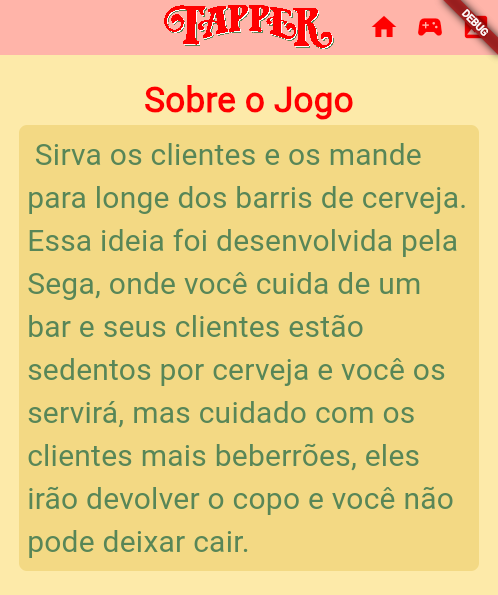 TAPPER
DEBUG
Sobre o Jogo
Sirva os clientes e os mande
para longe dos barris de cerveja.
Essa ideia foi desenvolvida pela
Sega, onde você cuida de um
bar e seus clientes estão
sedentos por cerveja e você os
servirá, mas cuidado com os
clientes mais beberrões, eles
irão devolver o copo e você não
pode deixar cair.